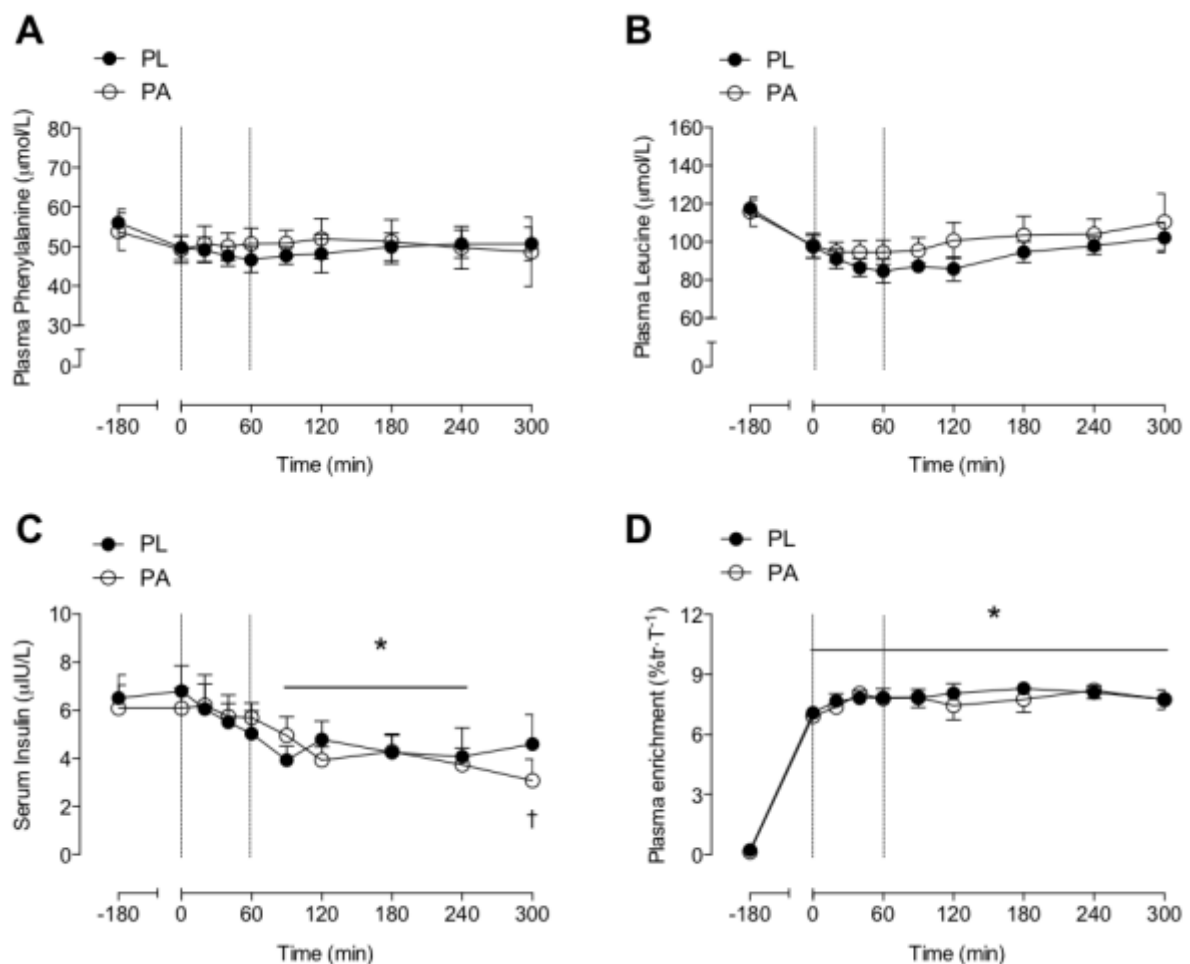 A
PL
PA
Plasma Phenylalanine (μmol/L)
80
70
60
50
40
30
0
-180 0 60 120 180 240 300
Time (min)
B
PL
PA
Plasma Leucine (μmol/L)
160
140
120
100
80
60
0
-180 0 60 120 180 240 300
Time (min)
C
PL
PA
Serum Insulin (μIU/L)
10
8
6
4
2
0
*
†
-180 0 60 120 180 240 300
Time (min)
D
PL
PA
Plasma enrichment (%tr·T⁻¹)
12
9
6
3
0
*
-180 0 60 120 180 240 300
Time (min)